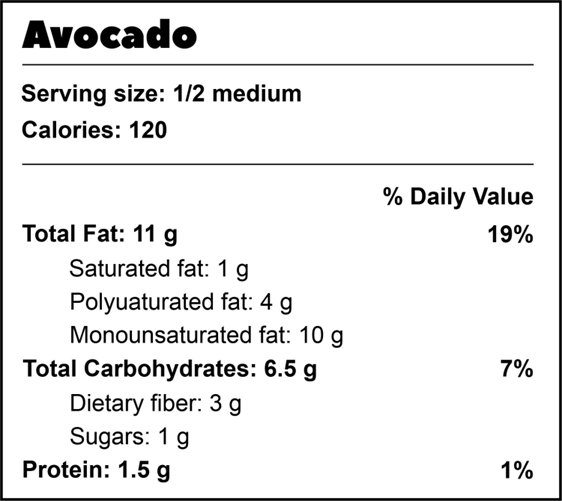 Avocado
Serving size: 1/2 medium
Calories: 120
% Daily Value
Total Fat: 11 g 19%
Saturated fat: 1 g
Polyuaturated fat: 4 g
Monounsaturated fat: 10 g
Total Carbohydrates: 6.5 g 7%
Dietary fiber: 3 g
Sugars: 1 g
Protein: 1.5 g 1%